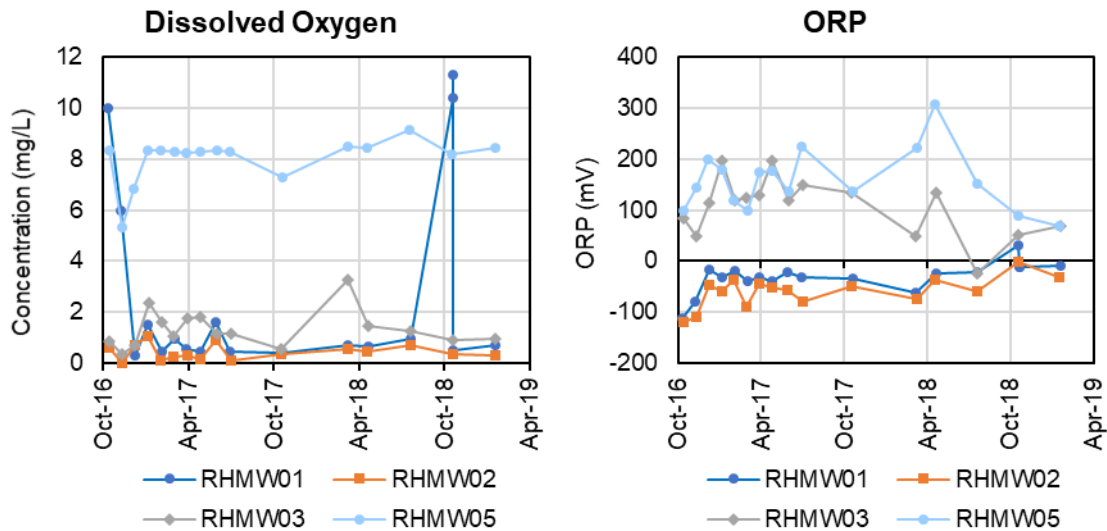 Dissolved Oxygen
Concentration (mg/L)
12
10
8
6
4
2
0
Oct-16
Apr-17
Oct-17
Apr-18
Oct-18
Apr-19
RHMW01
RHMW02
RHMW03
RHMW05
ORP
ORP (mV)
400
300
200
100
0
-100
-200
Oct-16
Apr-17
Oct-17
Apr-18
Oct-18
Apr-19
RHMW01
RHMW02
RHMW03
RHMW05